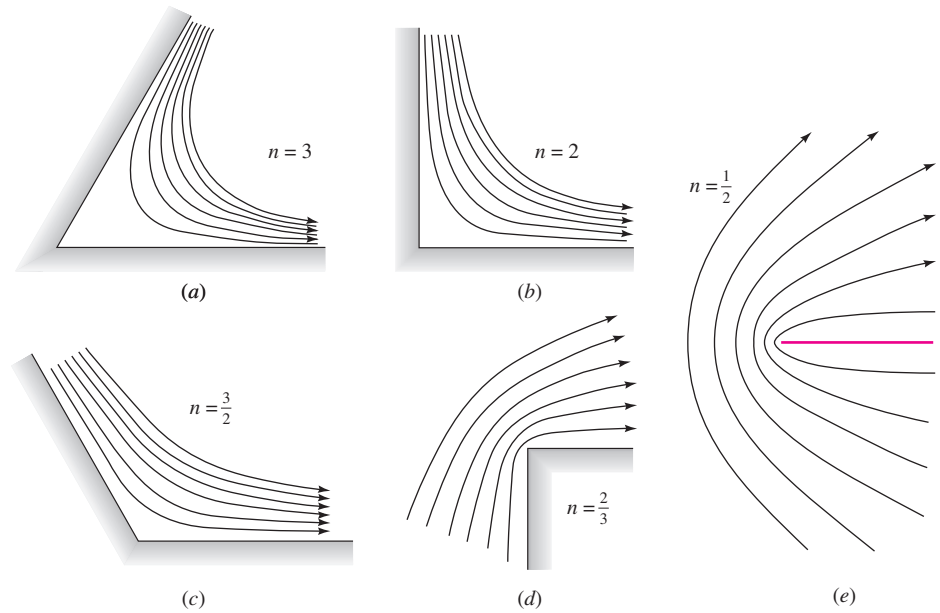 n = 3
(a)
n = 2
(b)
n = 3/2
(c)
n = 2/3
(d)
n = 1/2
(e)